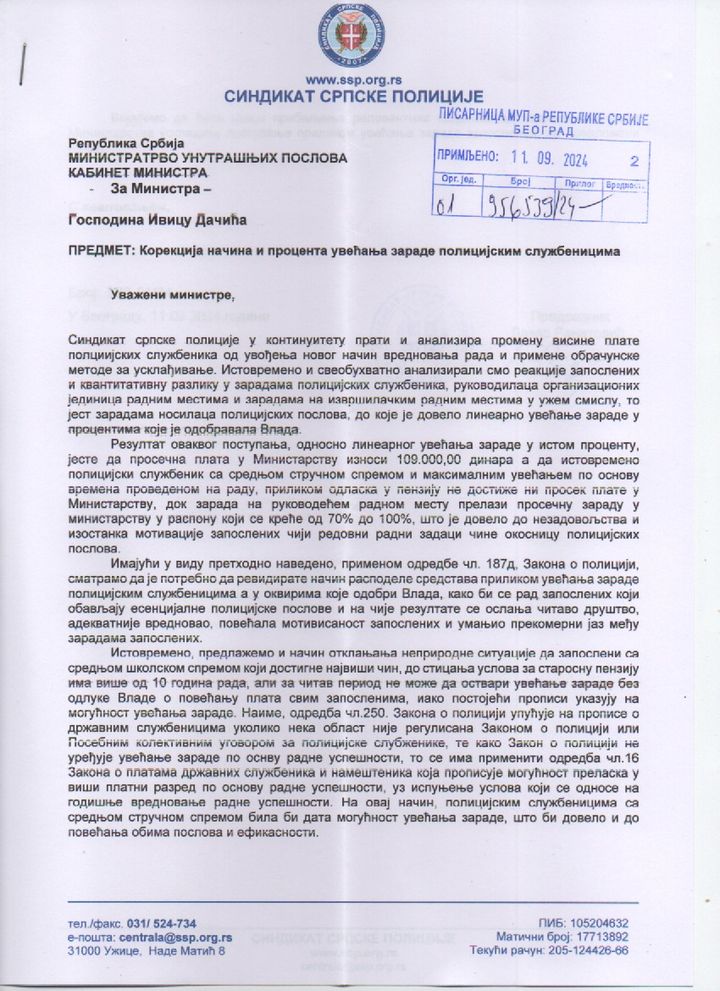 СИНДИКАТ СРПСКЕ ПОЛИЦИЈЕ
2007
www.ssp.org.rs
СИНДИКАТ СРПСКЕ ПОЛИЦИЈЕ
ПИСАРНИЦА МУП-а РЕПУБЛИКЕ СРБИЈЕ
БЕОГРАД
ПРИМЉЕНО: 11. 09. 2024 2
Орг. јед. Број Прилог Вредност
01 956539/24 —
Република Србија
МИНИСТРАТРВО УНУТРАШЊИХ ПОСЛОВА
КАБИНЕТ МИНИСТРА
- За Министра –
Господина Ивицу Дачића
ПРЕДМЕТ: Корекција начина и процента увећања зараде полицијским службеницима
Уважени министре,
Синдикат српске полиције у континуитету прати и анализира промену висине плате
полциијских службеника од увођења новог начин вредновања рада и примене обрачунске
методе за усклађивање. Истовремено и свеобухватно анализирали смо реакције запослених
и квантитативну разлику у зарадама полицијских службеника, руководилаца организационих
јединица радним местима и зарадама на извршилачким радним местима у ужем смислу, то
јест зарадама носилаца полицијских послова, до које је довело линеарно увећање зараде у
процентима које је одобравала Влада.
Резултат оваквог поступања, односно линеарног увећања зараде у истом проценту,
јесте да је просечна плата у Министарству износи 109.000,00 динара а да истовремено
полицијски службеник са средњом стручном спремом и максималним увећањем по основу
времена проведеном на раду, приликом одласка у пензију не достиже ни просек плате у
Министарству, док зарада на руководећем радном месту прелази просечну зараду у
министарству у распону који се креће од 70% до 100%, што је довело до незадовољства и
изостанка мотивације запослених чији редовни радни задаци чине окосницу полицијских
послова.
Имајући у виду претходно наведено, применом одредбе чл. 187д, Закона о полицији,
сматрамо да је потребно да ревидирате начин расподеле средстава приликом увећања зараде
полицијским службеницима а у оквирима које одобри Влада, како би се рад запослених који
обављају есенцијалне полицијске послове и на чије резултате се ослања читаво друштво,
адекватније вредновао, повећала мотивисаност запослених и умањио прекомерни јаз међу
зарадама запослених.
Истовремено, предлажемо и начин отклањања неприродне ситуације да запослени са
средњом школском спремом који достигне највиши чин, до стицања услова за старосну пензију
има више од 10 година рада, али за читав период не може да оствари увећање зараде без
одлуке Владе о повећању плата свим запосленима, иако постојећи прописи указују на
могућност увећања зараде. Наиме, одредба чл.250. Закона о полицији упућује на прописе о
државним службеницима уколико нека област није регулисана Законом о полицији или
Посебним колективним уговором за полицијске слубженике, те како Закон о полицији не
уређује увећање зараде по оснву радне успешности, то се има применити одредба чл.16
Закона о платама државних службеника и намештеника која прописује могућност преласка у
виши платни разред по основу радне успешности, уз испуњење услова који се односе на
годишње вредновање радне успешности. На овај начин, полицијским службеницима са
средњом стручном спремом била би дата могућност увећања зараде, што би довело и до
повећања обима послова и ефикасности.
тел./факс. 031/ 524-734
е-пошта: centrala@ssp.org.rs
31000 Ужице, Наде Матић 8
ПИБ: 105204632
Матични број: 17713892
Текући рачун: 205-124426-66